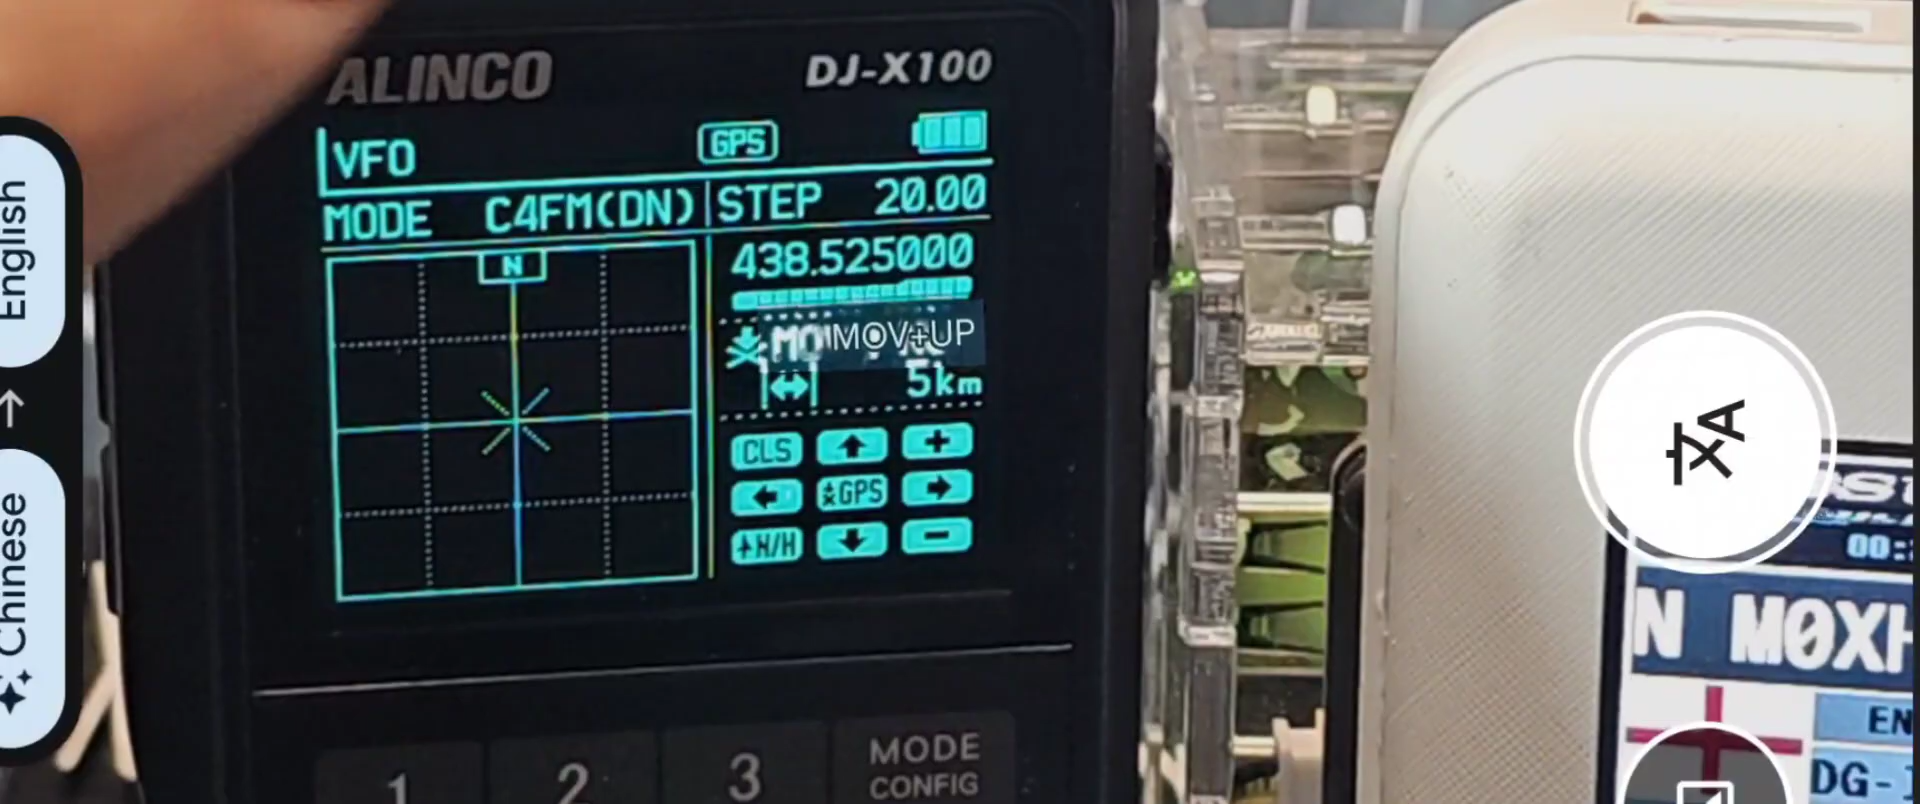 ALINCO
DJ-X100
VFO
GPS
MODE C4FM(DN)
STEP 20.00
N
438.525000
MOV+UP
5km
CLS
+
GPS
+N/H
-
1
2
3
MODE
CONFIG
English
Chinese
00:
N M0XH
EN
DG-